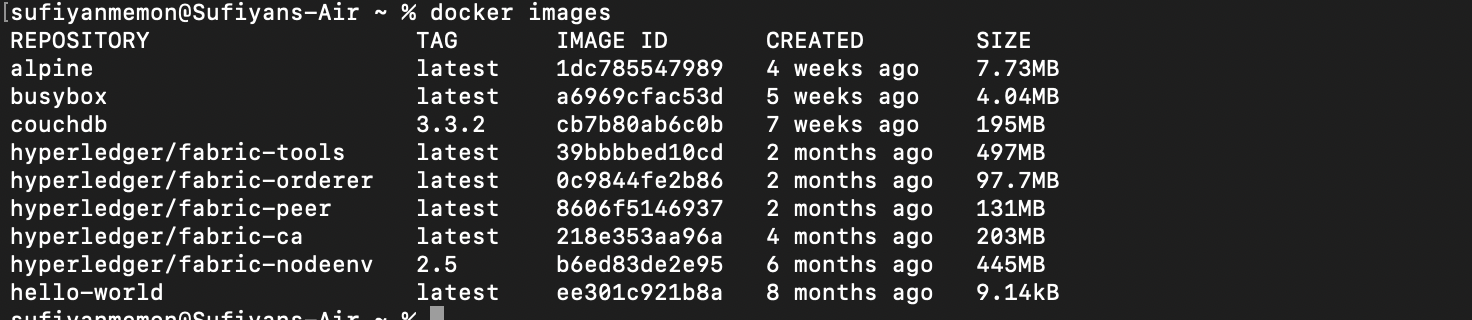 [sufiyanmemon@Sufiyans-Air ~ % docker images
REPOSITORY TAG IMAGE ID CREATED SIZE
alpine latest 1dc785547989 4 weeks ago 7.73MB
busybox latest a6969cfac53d 5 weeks ago 4.04MB
couchdb 3.3.2 cb7b80ab6c0b 7 weeks ago 195MB
hyperledger/fabric-tools latest 39bbbbed10cd 2 months ago 497MB
hyperledger/fabric-orderer latest 0c9844fe2b86 2 months ago 97.7MB
hyperledger/fabric-peer latest 8606f5146937 2 months ago 131MB
hyperledger/fabric-ca latest 218e353aa96a 4 months ago 203MB
hyperledger/fabric-nodeenv 2.5 b6ed83de2e95 6 months ago 445MB
hello-world latest ee301c921b8a 8 months ago 9.14kB
sufiyanmemon@Sufiyans-Air ~ %